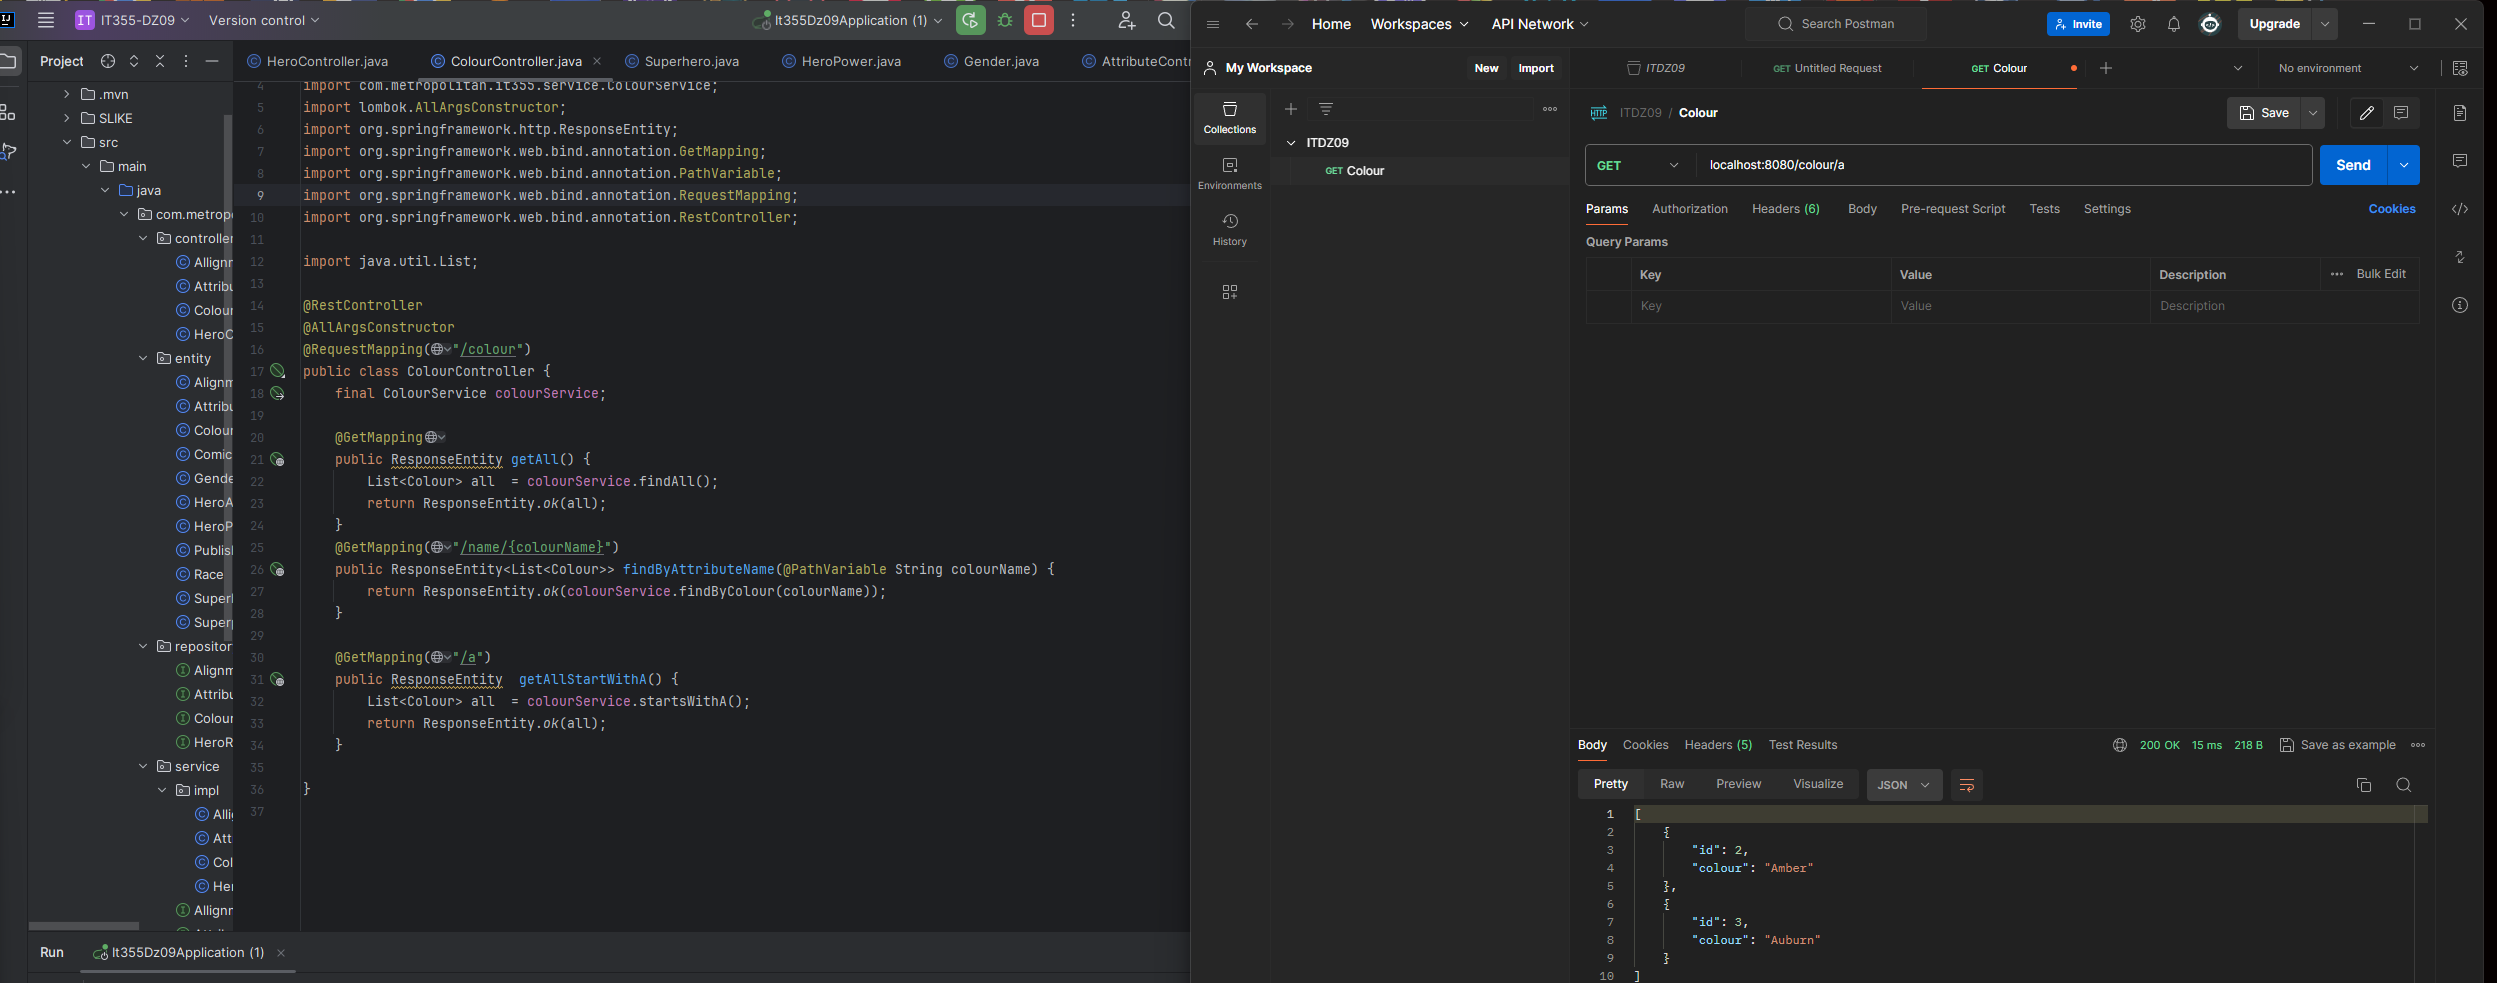 IT IT355-DZ09 Version control It355Dz09Application (1)
Project
HeroController.java ColourController.java Superhero.java HeroPower.java Gender.java AttributeContr
.mvn
SLIKE
src
main
java
com.metrop
controller
Allignm
Attribu
Colour
HeroC
entity
Alignm
Attribu
Colour
Comic
Gende
HeroA
HeroP
Publis
Race
Super
Super
repositor
Alignm
Attribu
Colour
HeroR
service
impl
Alli
Att
Col
Her
Allignm
4 import com.metropolitan.it355.service.ColourService;
5 import lombok.AllArgsConstructor;
6 import org.springframework.http.ResponseEntity;
7 import org.springframework.web.bind.annotation.GetMapping;
8 import org.springframework.web.bind.annotation.PathVariable;
9 import org.springframework.web.bind.annotation.RequestMapping;
10 import org.springframework.web.bind.annotation.RestController;
11
12 import java.util.List;
13
14 @RestController
15 @AllArgsConstructor
16 @RequestMapping("/colour")
17 public class ColourController {
18 final ColourService colourService;
19
20 @GetMapping
21 public ResponseEntity getAll() {
22 List<Colour> all = colourService.findAll();
23 return ResponseEntity.ok(all);
24 }
25 @GetMapping("/name/{colourName}")
26 public ResponseEntity<List<Colour>> findByAttributeName(@PathVariable String colourName) {
27 return ResponseEntity.ok(colourService.findByColour(colourName));
28 }
29
30 @GetMapping("/a")
31 public ResponseEntity getAllStartWithA() {
32 List<Colour> all = colourService.startsWithA();
33 return ResponseEntity.ok(all);
34 }
35
36 }
37
Run It355Dz09Application (1)
Home Workspaces API Network Search Postman Invite Upgrade
My Workspace New Import
ITDZ09 GET Untitled Request GET Colour No environment
Collections
Environments
History
ITDZ09
GET Colour
HTTP ITDZ09 / Colour Save
GET localhost:8080/colour/a Send
Params Authorization Headers (6) Body Pre-request Script Tests Settings Cookies
Query Params
Key Value Description Bulk Edit
Key Value Description
Body Cookies Headers (5) Test Results 200 OK 15 ms 218 B Save as example
Pretty Raw Preview Visualize JSON
1 [
2 {
3 "id": 2,
4 "colour": "Amber"
5 },
6 {
7 "id": 3,
8 "colour": "Auburn"
9 }
10 ]